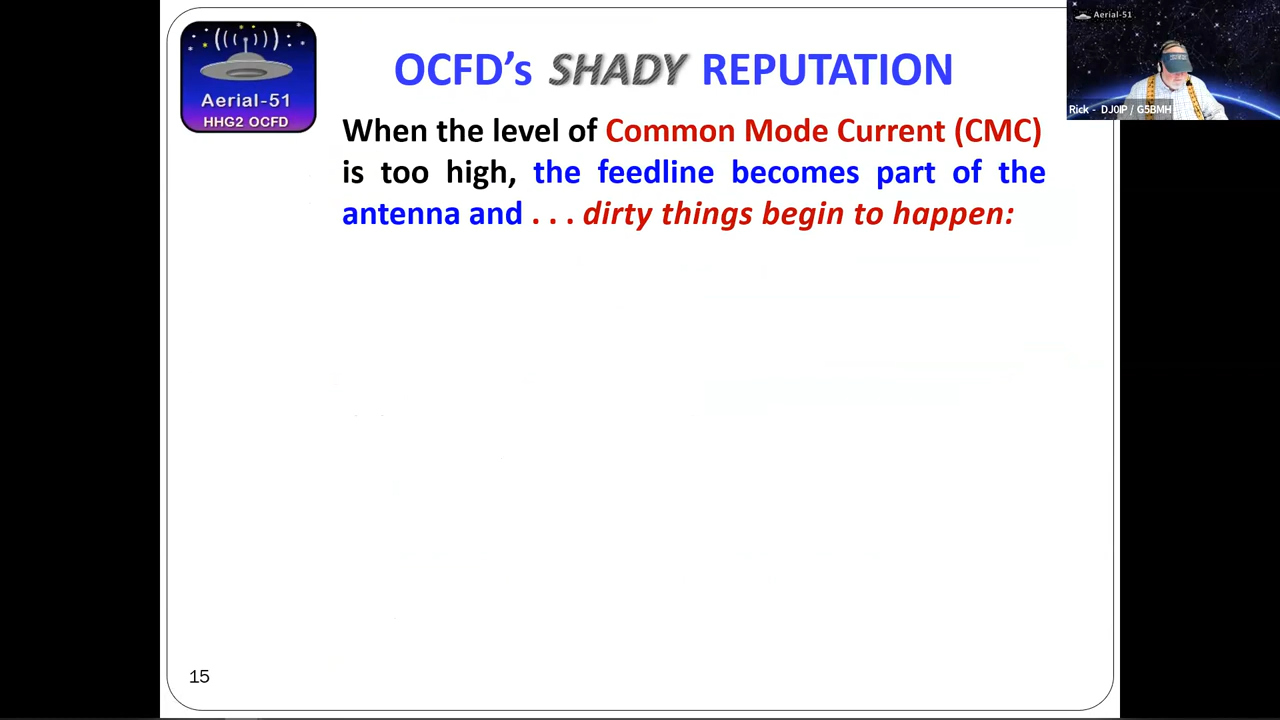 OCFD's SHADY REPUTATION
Aerial-51
HHG2 OCFD
When the level of Common Mode Current (CMC)
is too high, the feedline becomes part of the
antenna and . . . dirty things begin to happen:
15
Aerial-51
Rick - DJ0IP / G5BMH